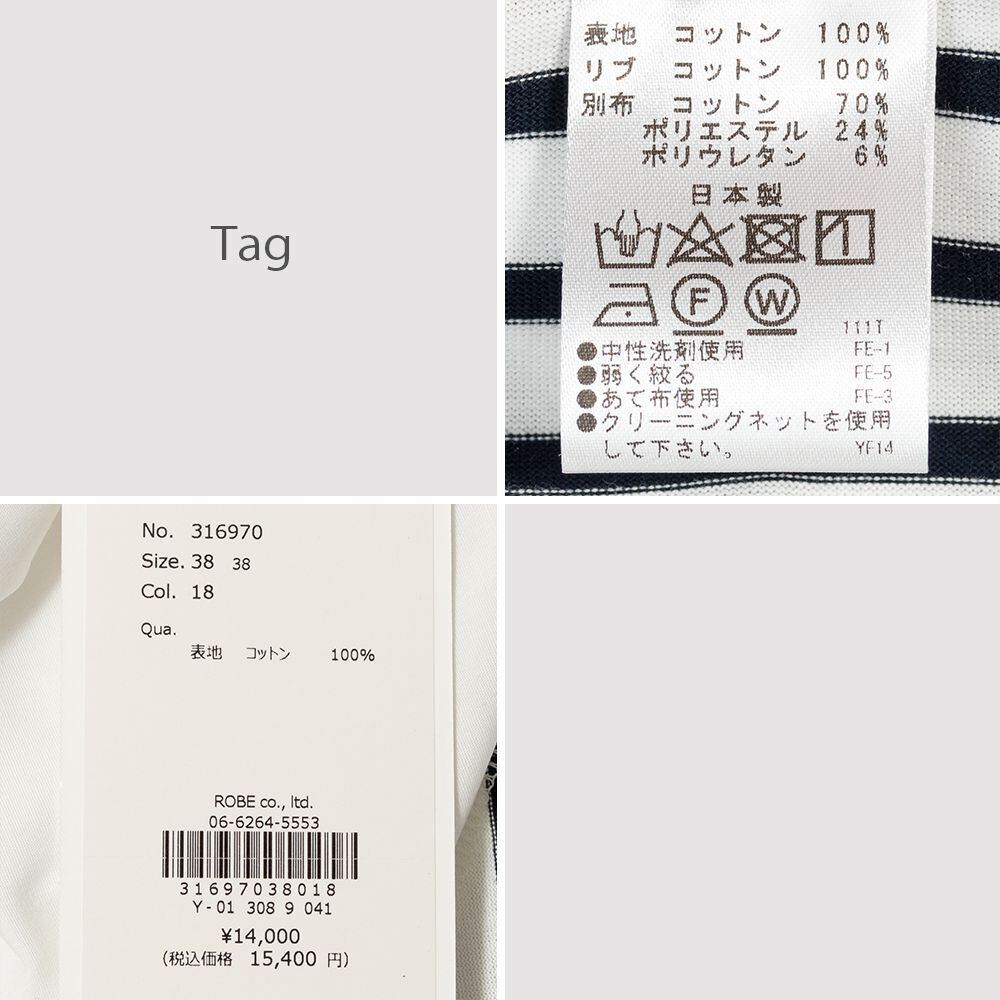 Tag
表地 コットン 100%
リブ コットン 100%
別布 コットン 70%
ポリエステル 24%
ポリウレタン 6%
日本製
F W
111T
●中性洗剤使用 FE-1
●弱く絞る FE-5
●あて布使用 FE-3
●クリーニングネットを使用
して下さい。 YF14
No. 316970
Size. 38 38
Col. 18
Qua.
表地 コットン 100%
ROBE co., ltd.
06-6264-5553
31697038018
Y-01 308 9 041
¥14,000
(税込価格 15,400 円)